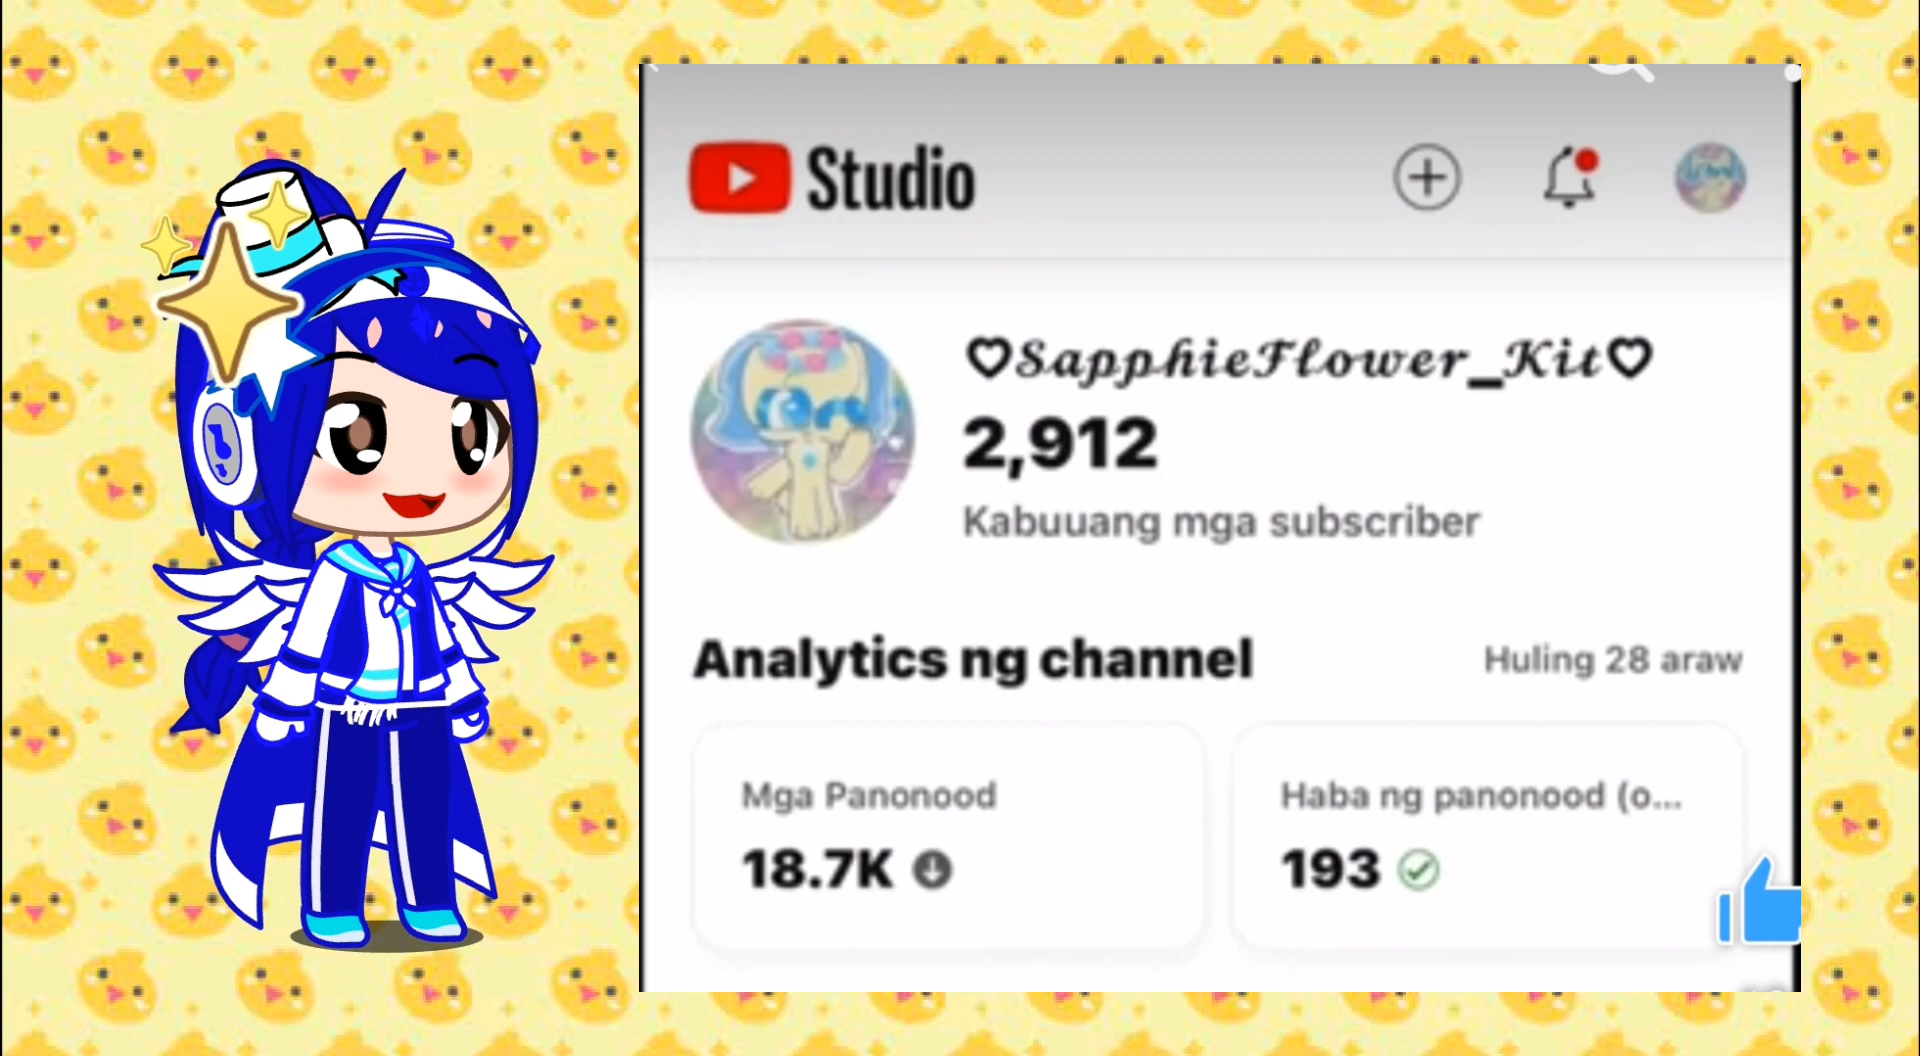 Studio
♡𝓢𝓪𝓹𝓹𝓱𝓲𝓮𝓕𝓵𝓸𝔀𝓮𝓻_𝓚𝓲𝓽♡
2,912
Kabuuang mga subscriber
Analytics ng channel
Huling 28 araw
Mga Panonood
Haba ng panonood (o...
18.7K
193